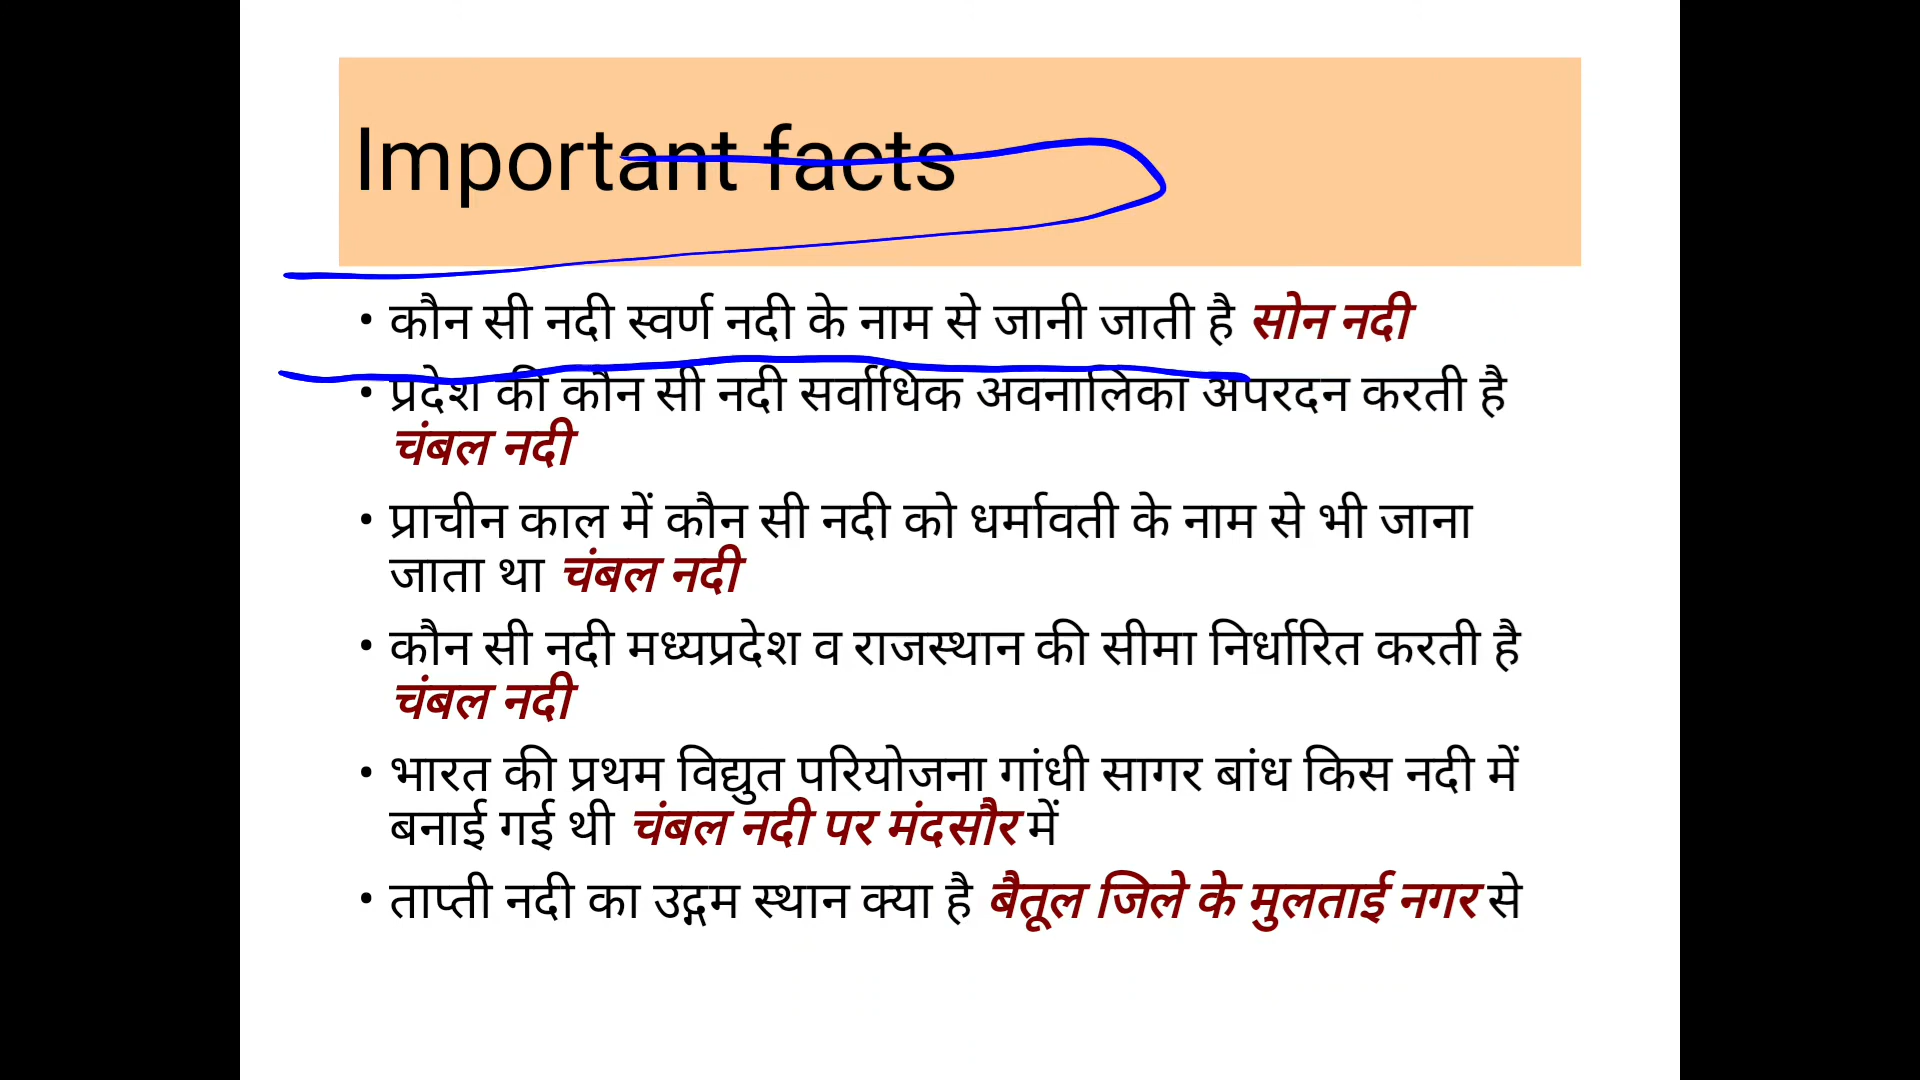 Important facts
• कौन सी नदी स्वर्ण नदी के नाम से जानी जाती है सोन नदी
• प्रदेश की कौन सी नदी सर्वाधिक अवनालिका अपरदन करती है
चंबल नदी
• प्राचीन काल में कौन सी नदी को धर्मावती के नाम से भी जाना
जाता था चंबल नदी
• कौन सी नदी मध्यप्रदेश व राजस्थान की सीमा निर्धारित करती है
चंबल नदी
• भारत की प्रथम विद्युत परियोजना गांधी सागर बांध किस नदी में
बनाई गई थी चंबल नदी पर मंदसौर में
• ताप्ती नदी का उद्गम स्थान क्या है बैतूल जिले के मुलताई नगर से